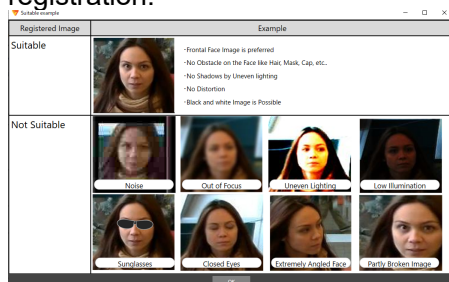 registration.
Suitable example
Registered Image
Example
Suitable
-Frontal Face Image is preferred
-No Obstacle on the Face like Hair, Mask, Cap, etc..
-No Shadows by Uneven lighting
-No Distortion
-Black and white Image is Possible
Not Suitable
Noise
Out of Focus
Uneven Lighting
Low Illumination
Sunglasses
Closed Eyes
Extremely Angled Face
Partly Broken Image